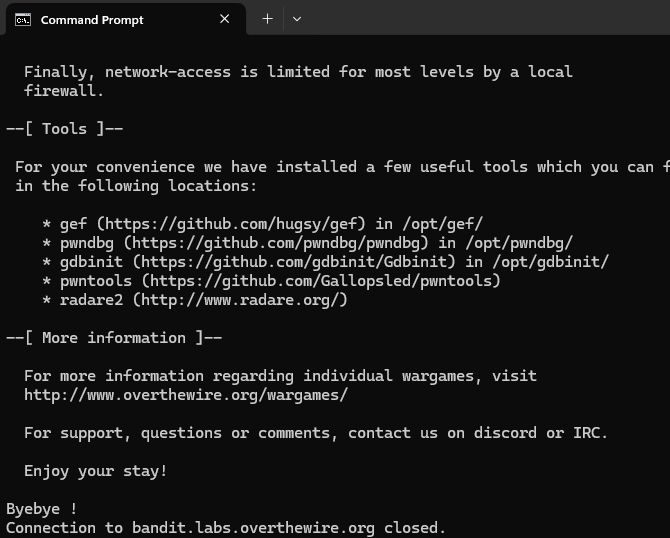 Command Prompt
Finally, network-access is limited for most levels by a local
firewall.
--[ Tools ]--
For your convenience we have installed a few useful tools which you can f
in the following locations:
* gef (https://github.com/hugsy/gef) in /opt/gef/
* pwndbg (https://github.com/pwndbg/pwndbg) in /opt/pwndbg/
* gdbinit (https://github.com/gdbinit/Gdbinit) in /opt/gdbinit/
* pwntools (https://github.com/Gallopsled/pwntools)
* radare2 (http://www.radare.org/)
--[ More information ]--
For more information regarding individual wargames, visit
http://www.overthewire.org/wargames/
For support, questions or comments, contact us on discord or IRC.
Enjoy your stay!
Byebye !
Connection to bandit.labs.overthewire.org closed.